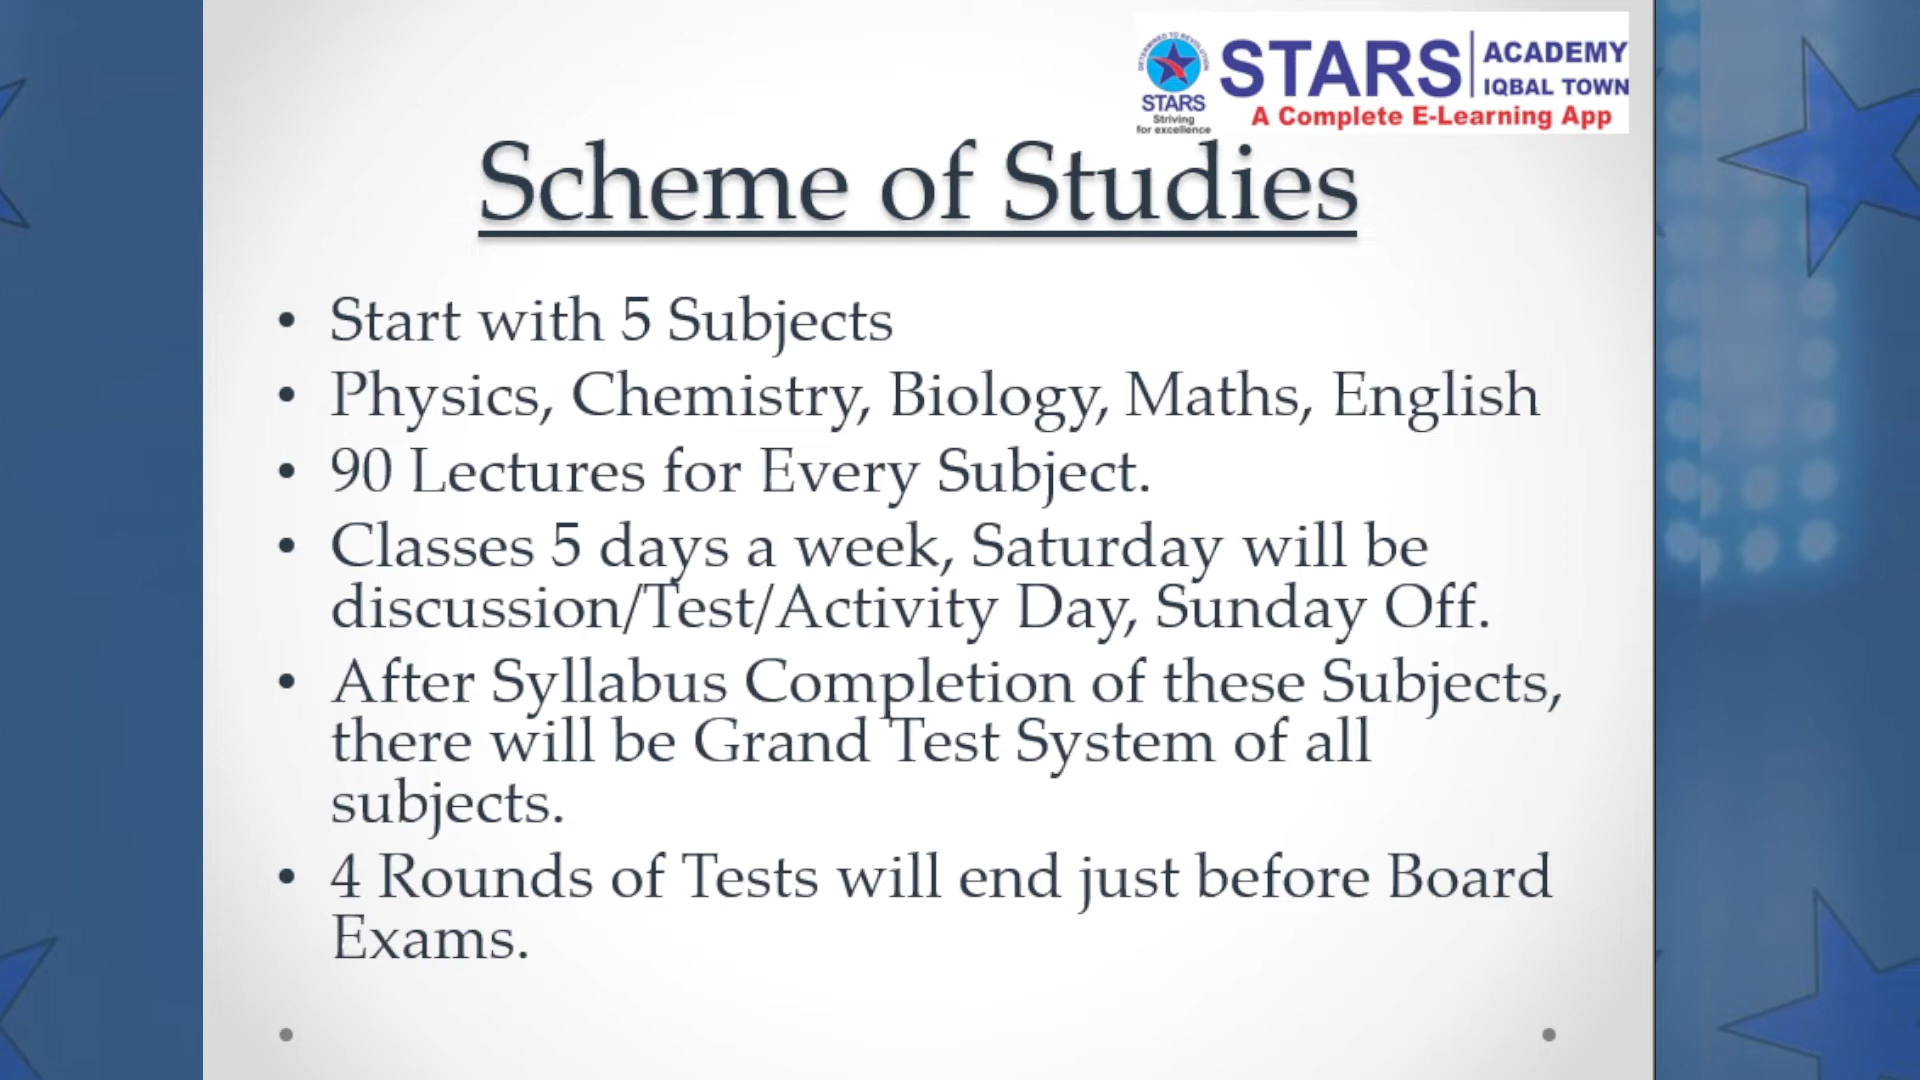 DETERMINED TO REVOLUTION
STARS
Striving
for excellence
STARS
ACADEMY
IQBAL TOWN
A Complete E-Learning App
Scheme of Studies
• Start with 5 Subjects
• Physics, Chemistry, Biology, Maths, English
• 90 Lectures for Every Subject.
• Classes 5 days a week, Saturday will be
discussion/Test/Activity Day, Sunday Off.
• After Syllabus Completion of these Subjects,
there will be Grand Test System of all
subjects.
• 4 Rounds of Tests will end just before Board
Exams.